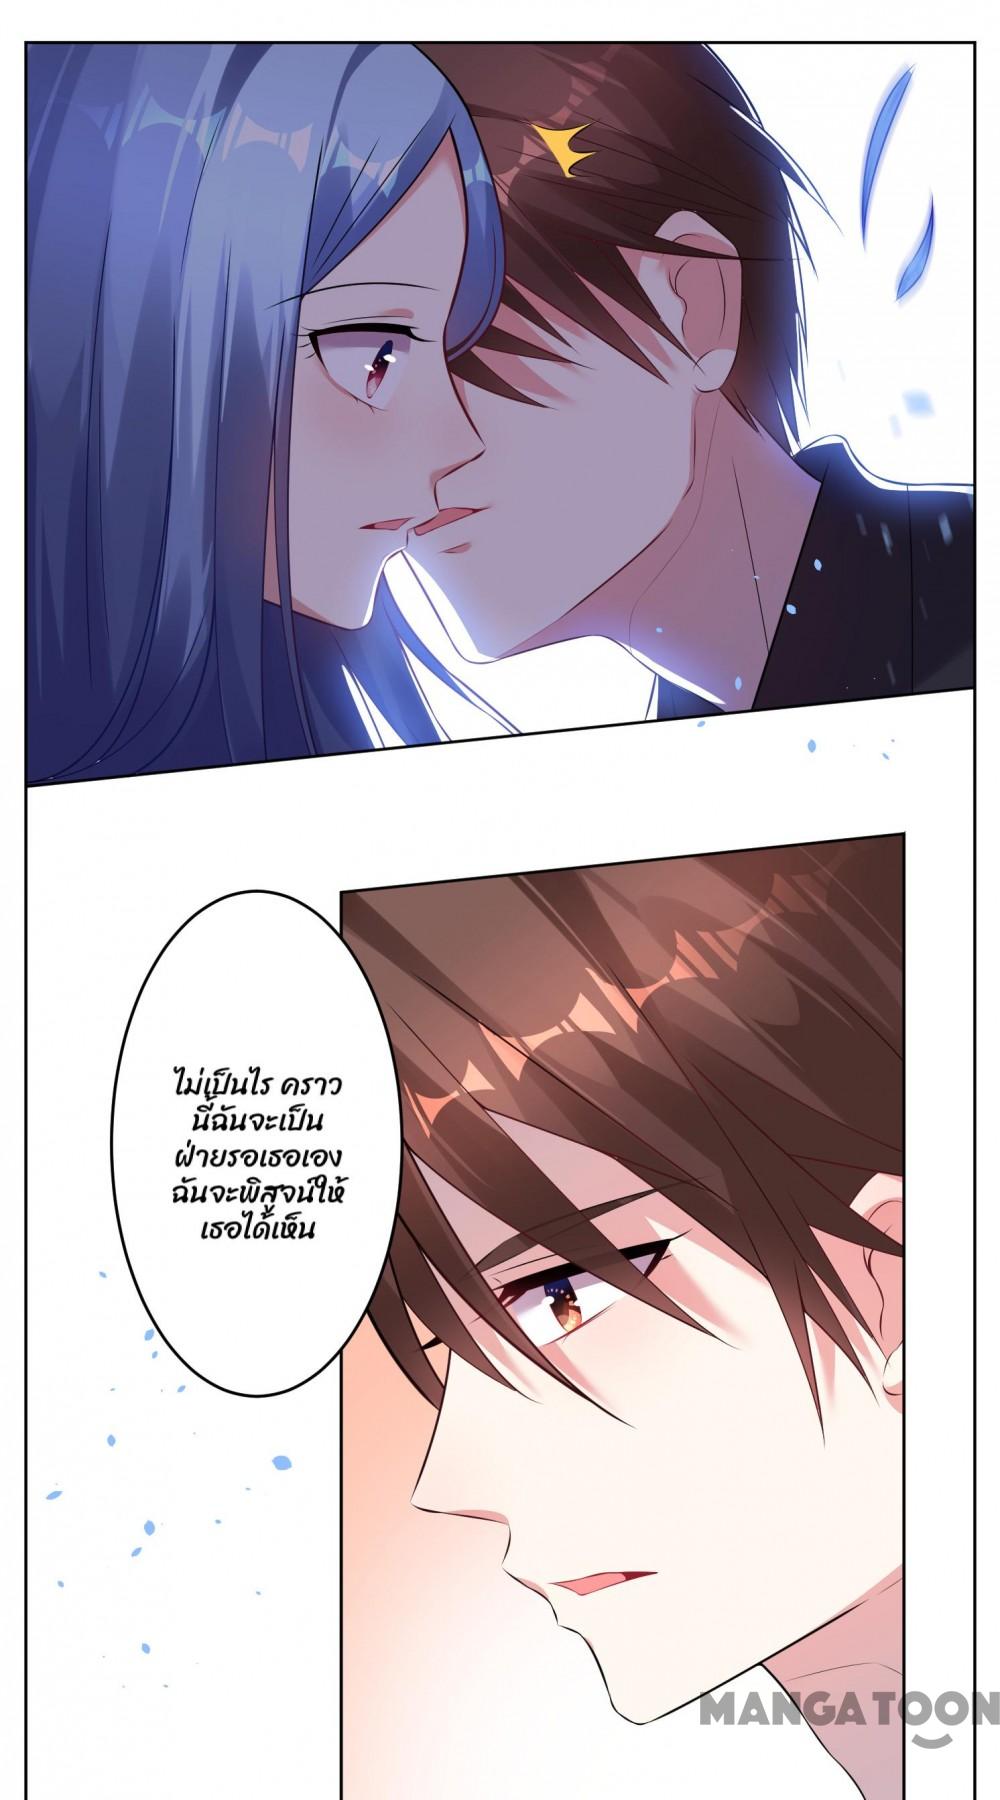 ไม่เป็นไร คราว
นี้ฉันจะเป็น
ฝ่ายรอเธอเอง
ฉันจะพิสูจน์ให้
เธอได้เห็น
MANGATOON